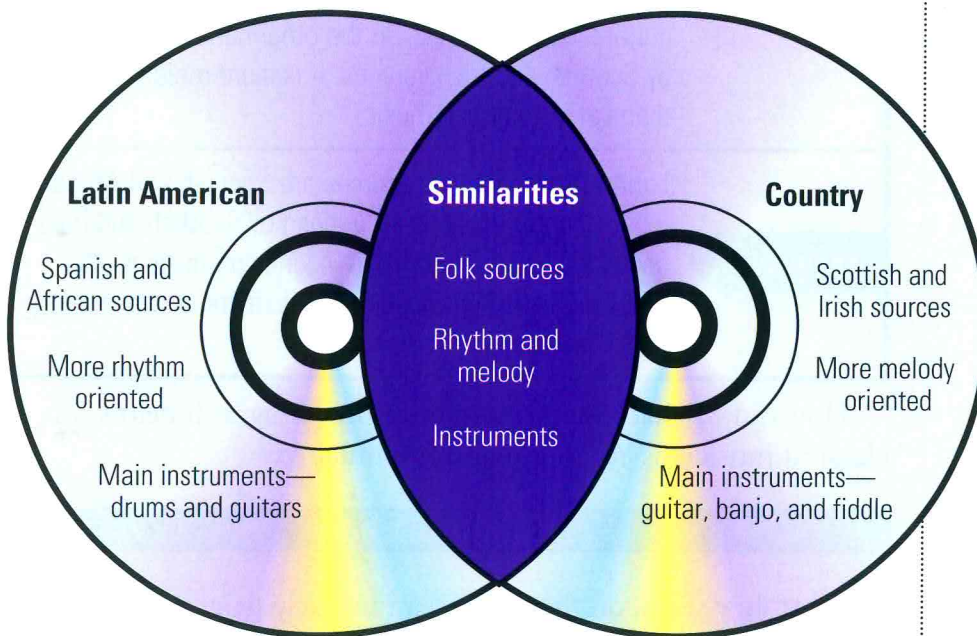 Latin American
Spanish and
African sources
More rhythm
oriented
Main instruments—
drums and guitars
Similarities
Folk sources
Rhythm and
melody
Instruments
Country
Scottish and
Irish sources
More melody
oriented
Main instruments—
guitar, banjo, and fiddle